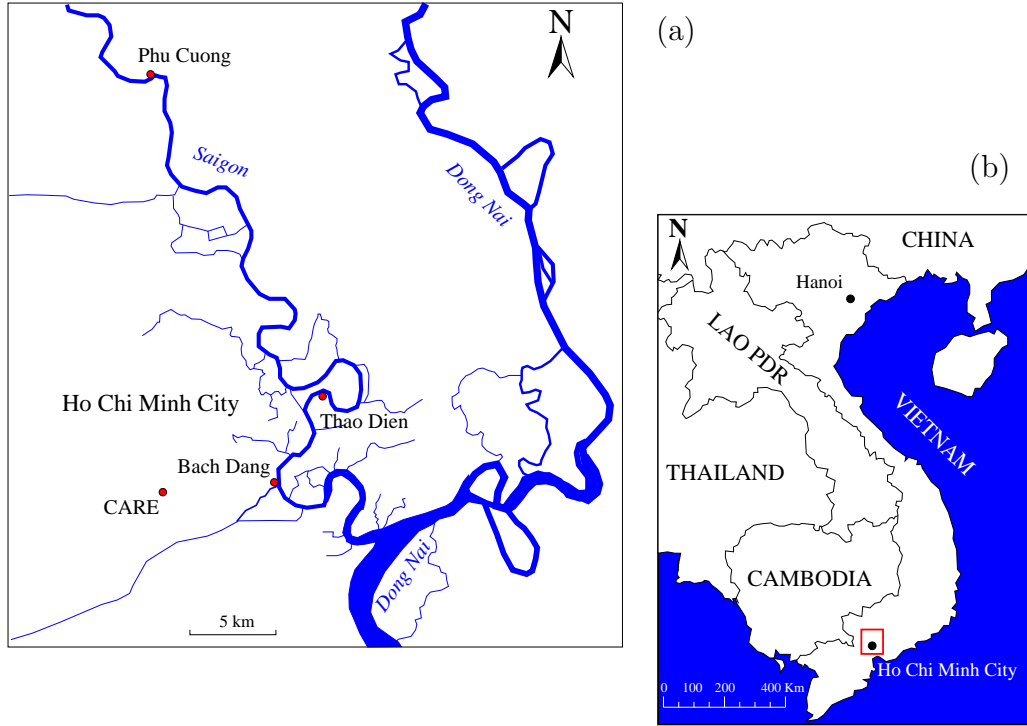 (a)
N
Phu Cuong
Saigon
Dong Nai
Ho Chi Minh City
Thao Dien
Bach Dang
CARE
Dong Nai
5 km
(b)
N
CHINA
Hanoi
LAO PDR
VIETNAM
THAILAND
CAMBODIA
Ho Chi Minh City
0 100 200 400 Km